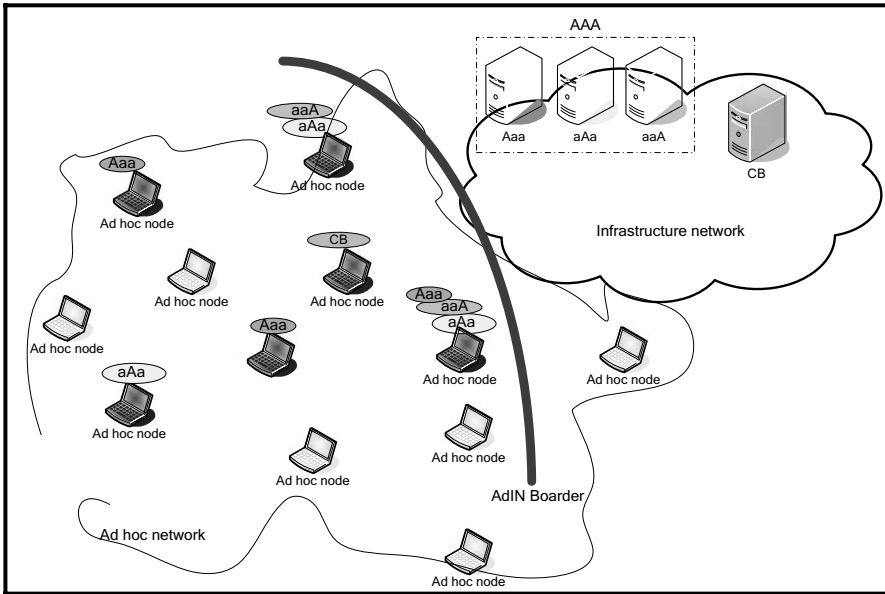 AAA
Aaa
aAa
aaA
CB
Infrastructure network
aaA
aAa
Ad hoc node
Aaa
Ad hoc node
CB
Ad hoc node
Ad hoc node
Ad hoc node
Aaa
aaA
aAa
Ad hoc node
Aaa
Ad hoc node
Ad hoc node
aAa
Ad hoc node
Ad hoc node
Ad hoc node
AdIN Boarder
Ad hoc network
Ad hoc node